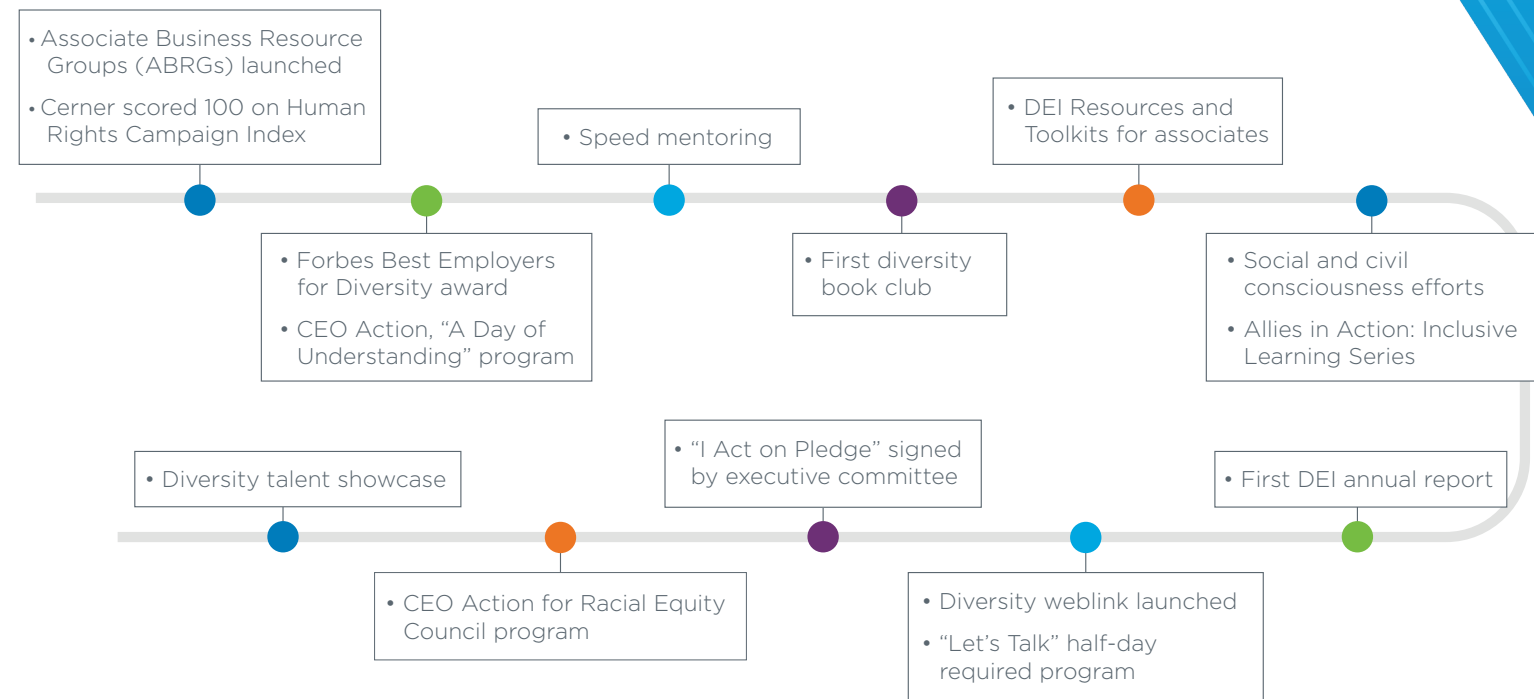 • Associate Business Resource
Groups (ABRGs) launched
• Cerner scored 100 on Human
Rights Campaign Index
• Forbes Best Employers
for Diversity award
• CEO Action, “A Day of
Understanding” program
• Speed mentoring
• First diversity
book club
• DEI Resources and
Toolkits for associates
• Social and civil
consciousness efforts
• Allies in Action: Inclusive
Learning Series
• First DEI annual report
• Diversity weblink launched
• “Let’s Talk” half-day
required program
• “I Act on Pledge” signed
by executive committee
• CEO Action for Racial Equity
Council program
• Diversity talent showcase